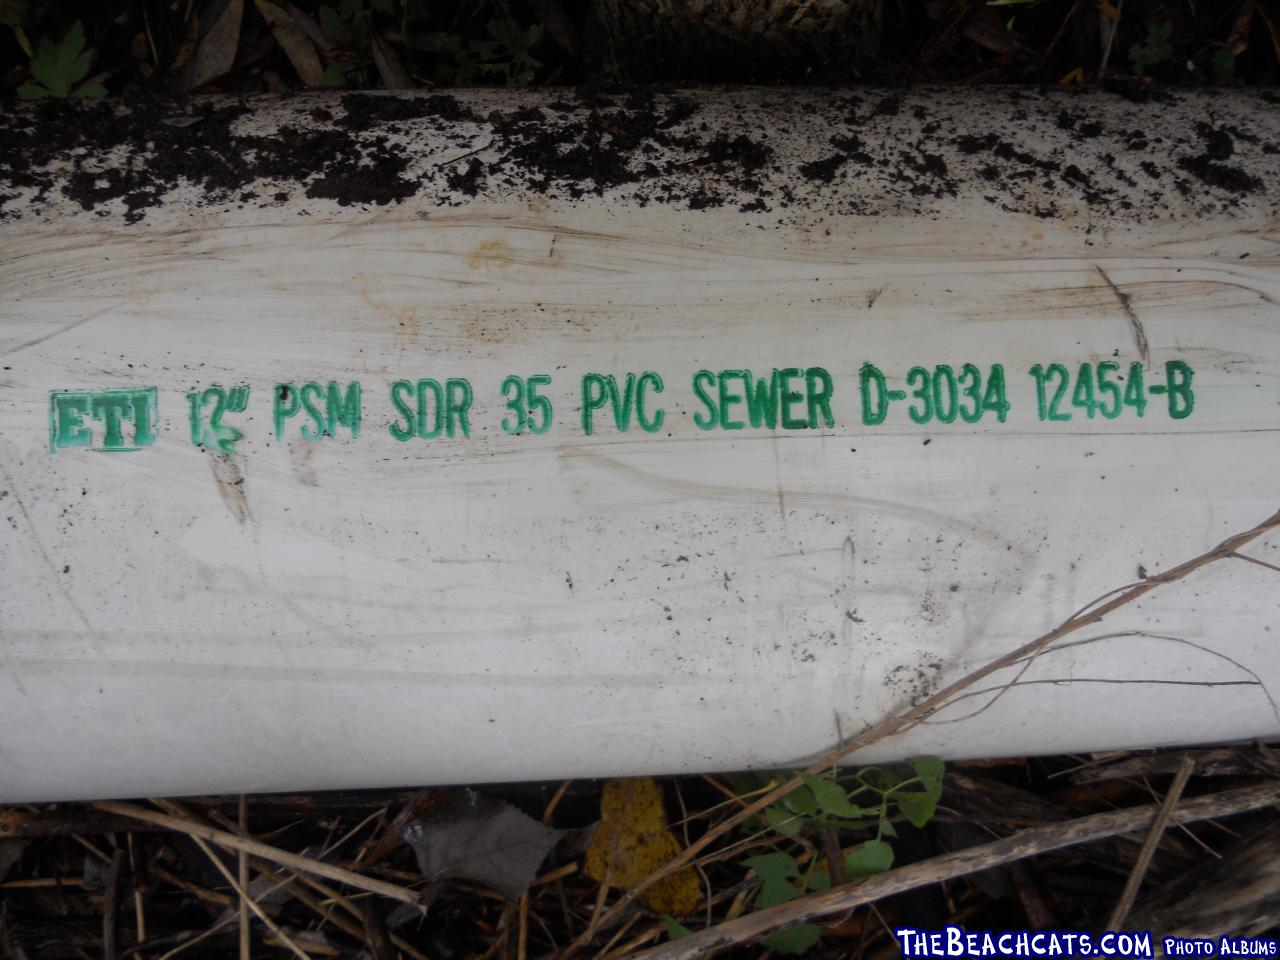 ETI 12" PSM SDR 35 PVC SEWER D-3034 12454-B
THEBEACHCATS.COM PHOTO ALBUMS